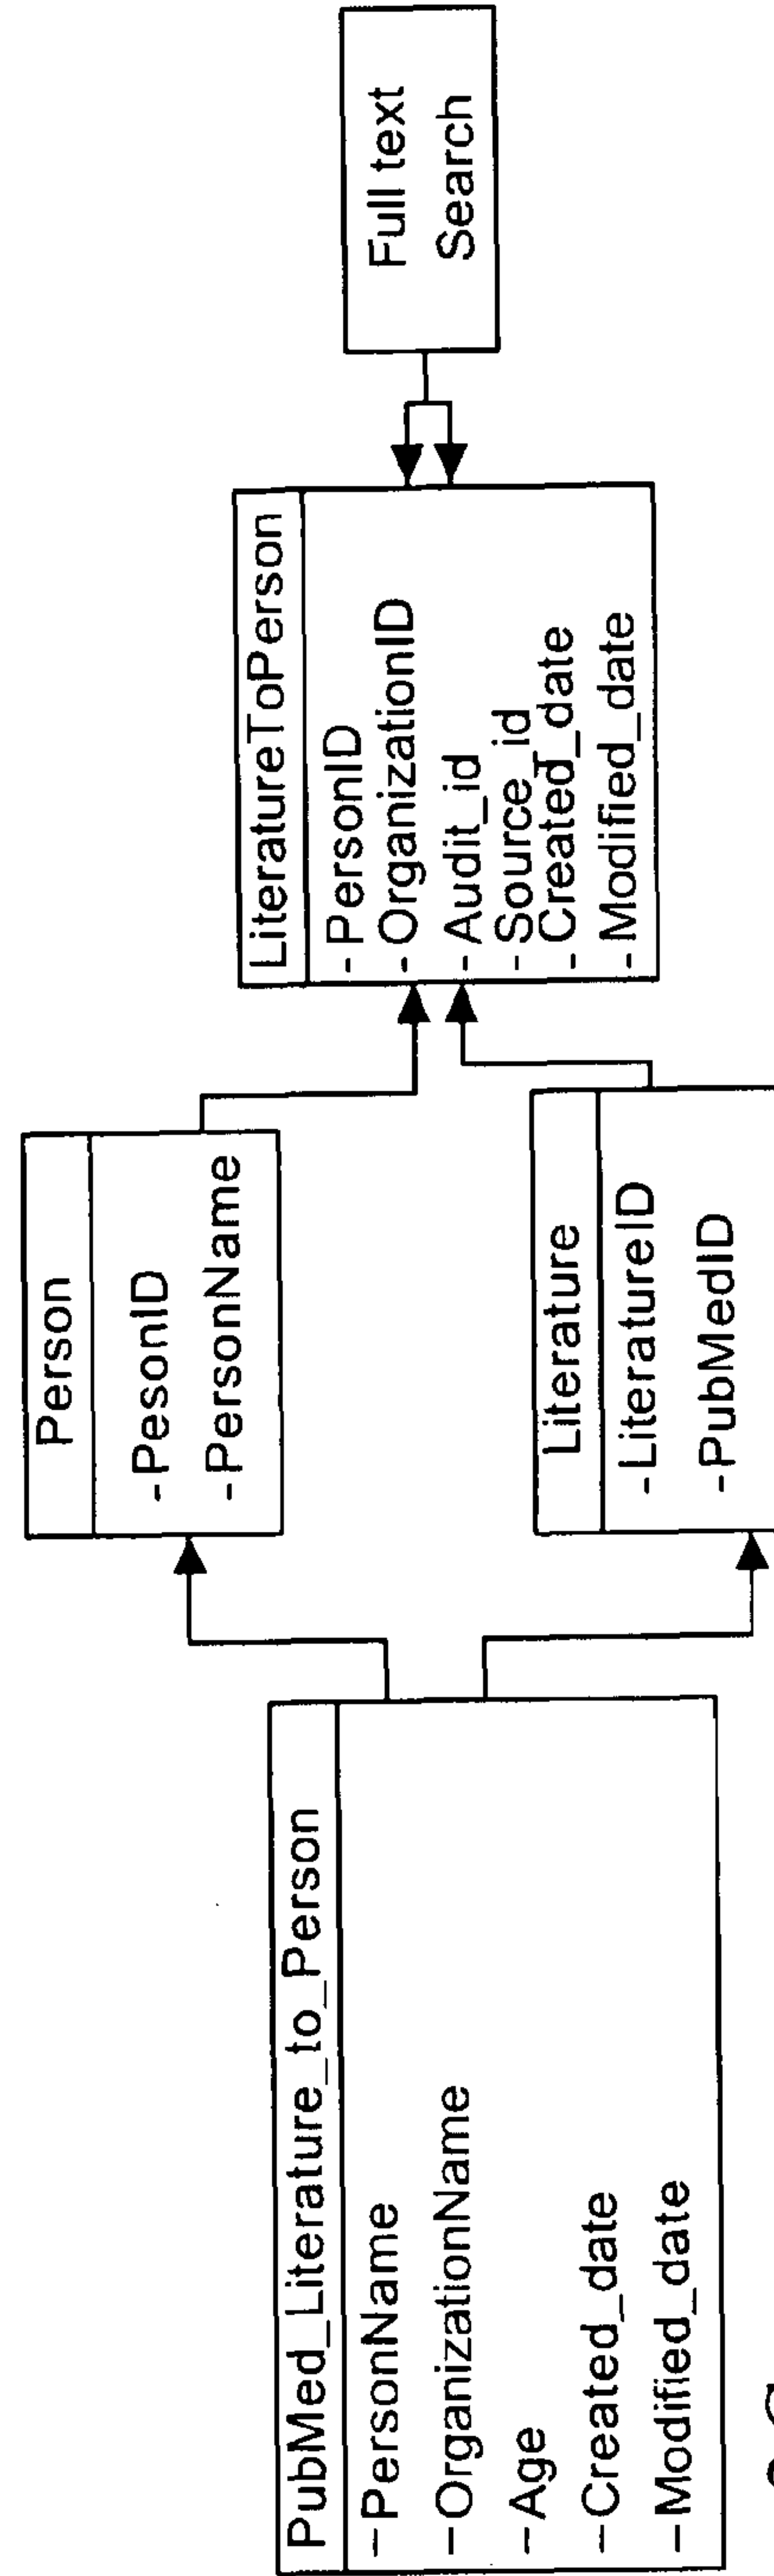 PubMed_Literature_to_Person
-PersonName
-OrganizationName
-Age
-Created_date
-Modified_date
Person
-PesonID
-PersonName
Literature
-LiteratureID
-PubMedID
LiteratureToPerson
-PersonID
-OrganizationID
-Audit_id
-Source_id
-Created_date
-Modified_date
Full text
Search